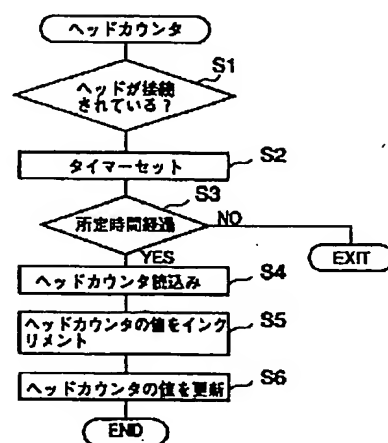 ヘッドカウンタ
S1
ヘッドが接続
されている？
タイマーセット
S2
S3
所定時間経過
NO
YES
EXIT
ヘッドカウンタ読込み
S4
ヘッドカウンタの値をインク
リメント
S5
ヘッドカウンタの値を更新
S6
END